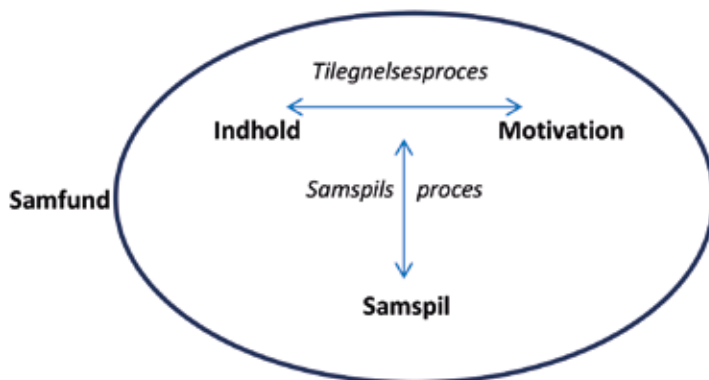 Tilegnelsesproces
Indhold Motivation
Samspils proces
Samfund
Samspil